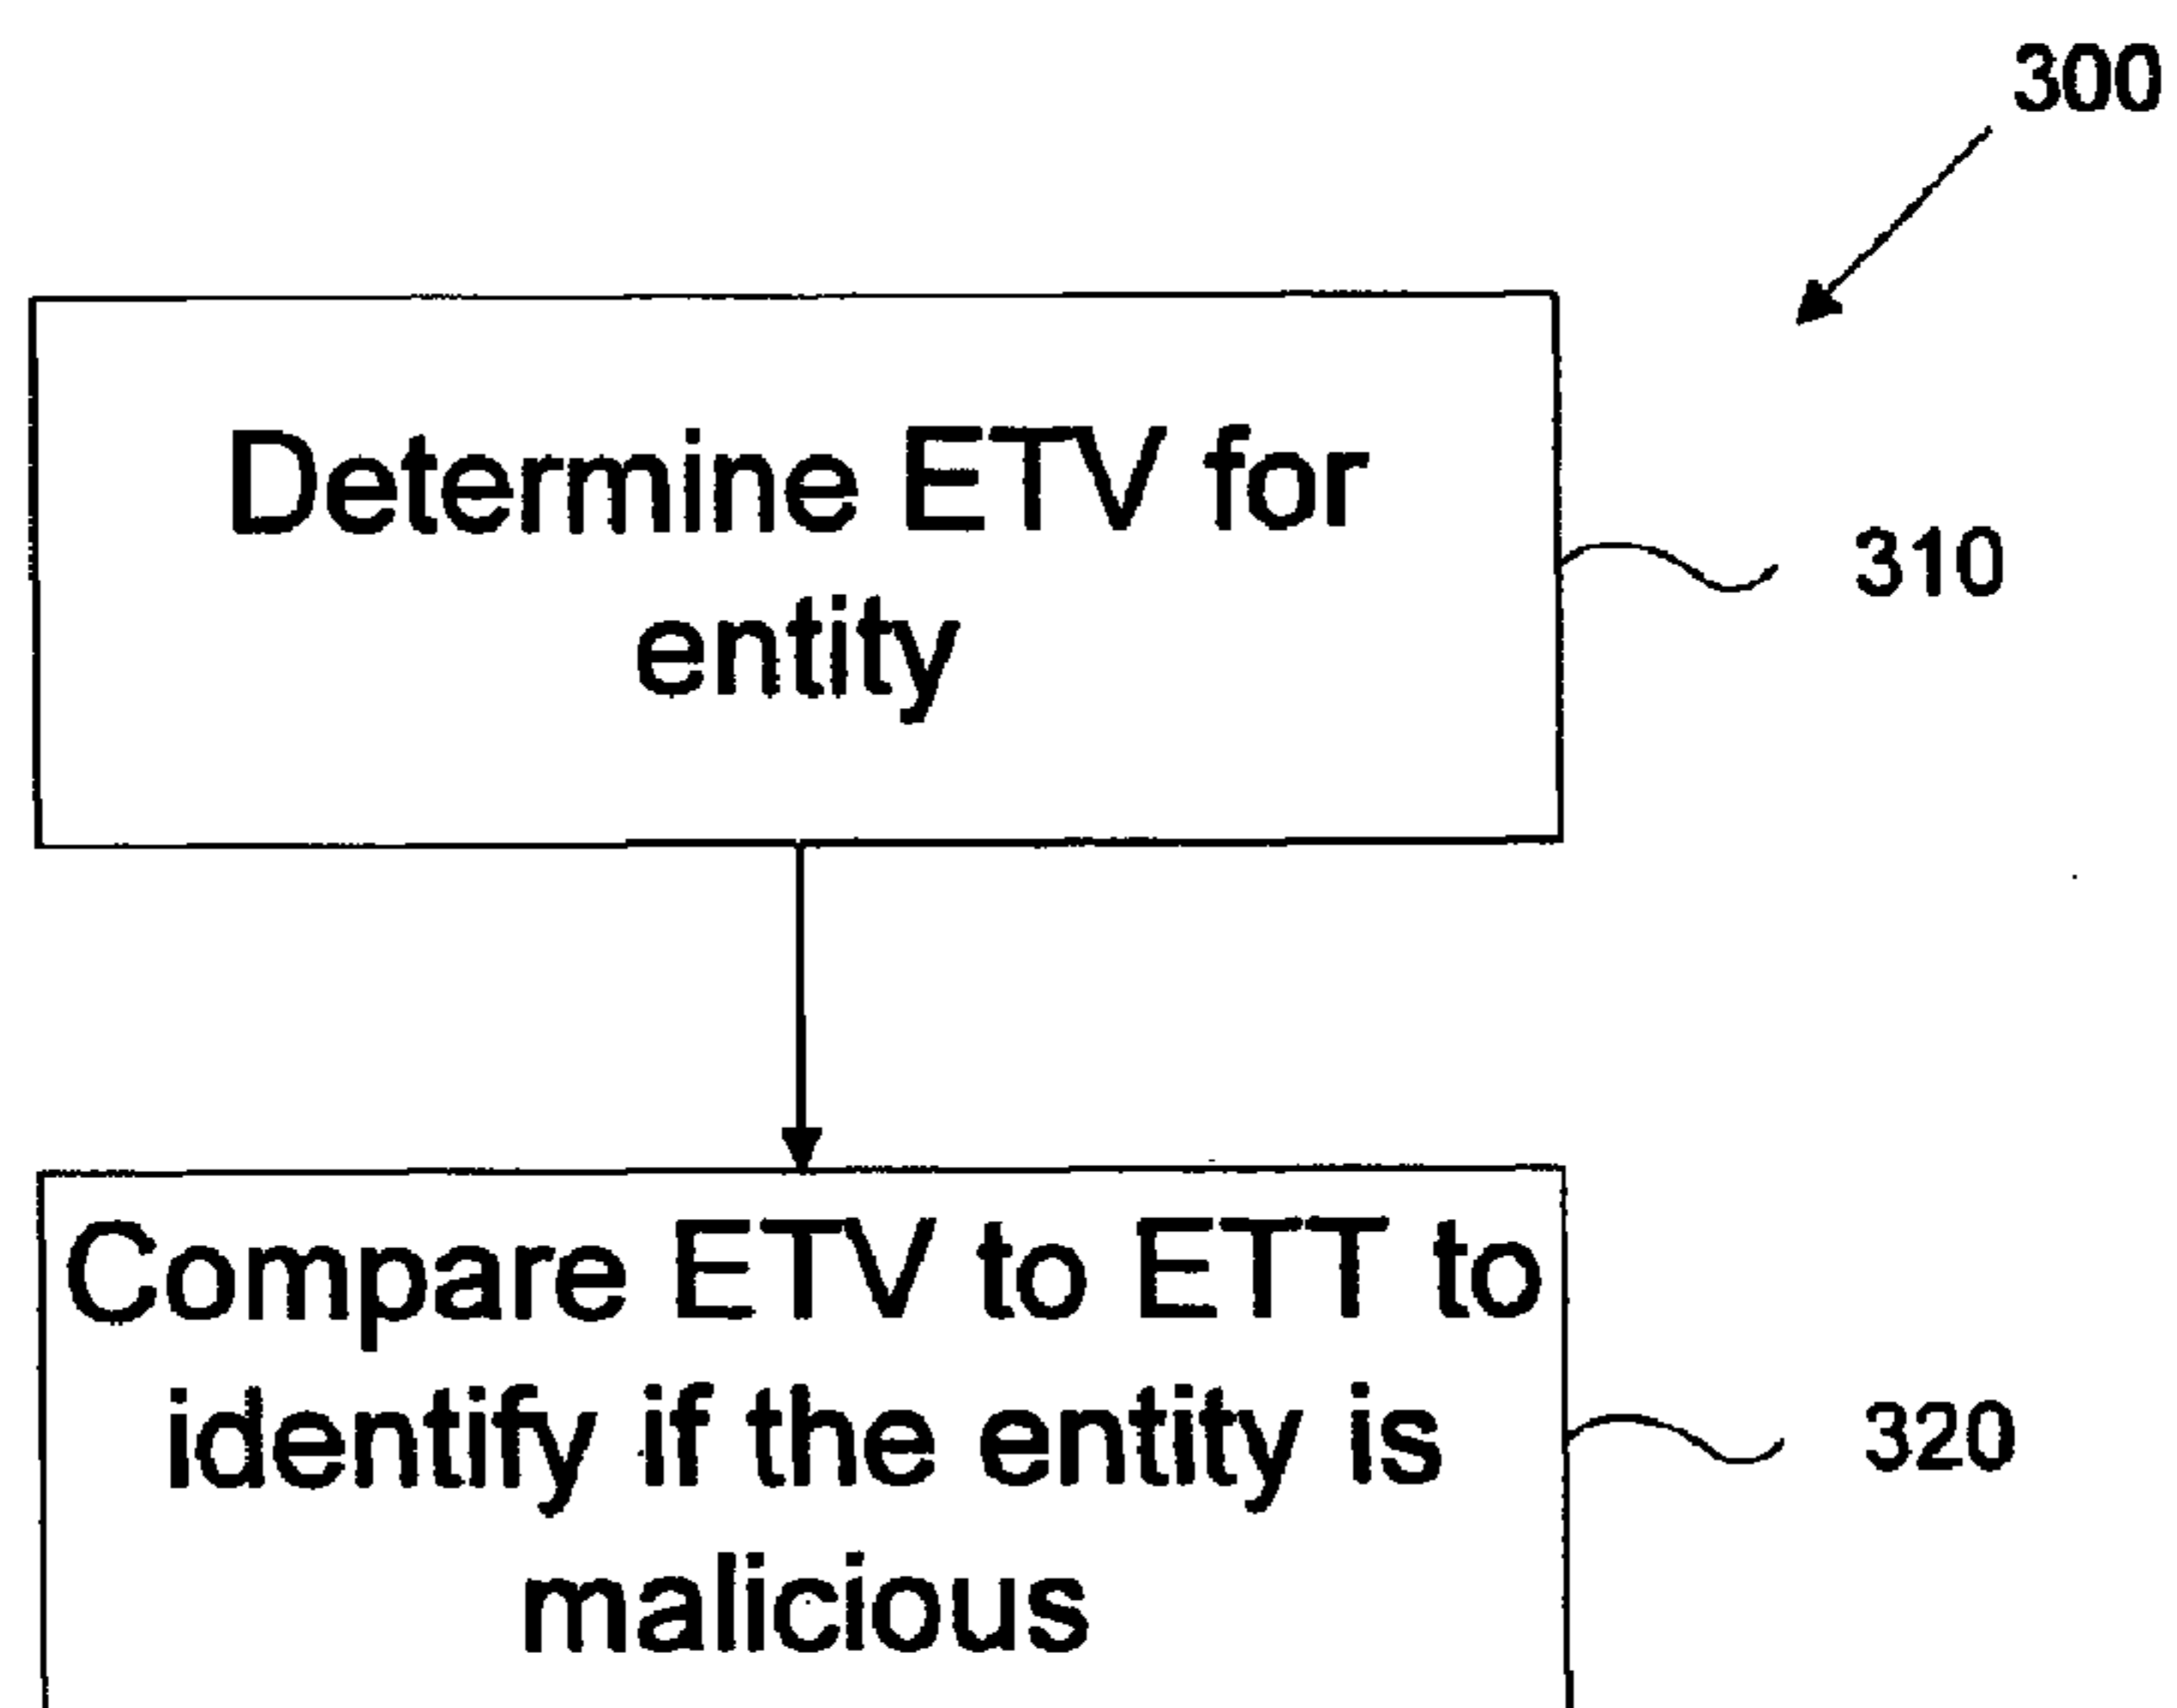 300
Determine ETV for
entity
310
Compare ETV to ETT to
identify if the entity is
malicious
320